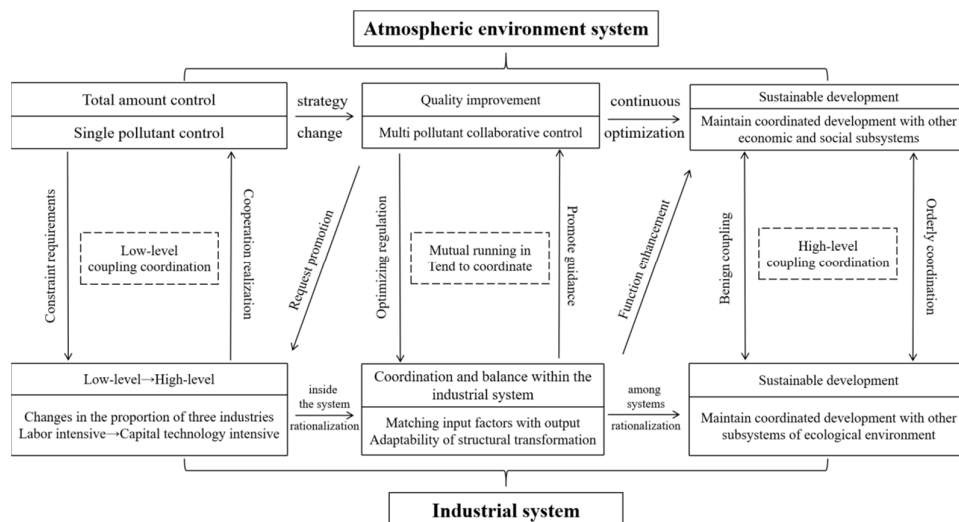 Atmospheric environment system
Total amount control
Single pollutant control
strategy
change
Quality improvement
Multi pollutant collaborative control
continuous
optimization
Sustainable development
Maintain coordinated development with other
economic and social subsystems
Constraint requirements
Low-level
coupling coordination
Cooperation realization
Request promotion
Optimizing regulation
Mutual running in
Tend to coordinate
Promote guidance
Function enhancement
Benign coupling
High-level
coupling coordination
Orderly coordination
Low-level→High-level
Changes in the proportion of three industries
Labor intensive→Capital technology intensive
inside
the system
rationalization
Coordination and balance within the
industrial system
Matching input factors with output
Adaptability of structural transformation
among
systems
rationalization
Sustainable development
Maintain coordinated development with other
subsystems of ecological environment
Industrial system